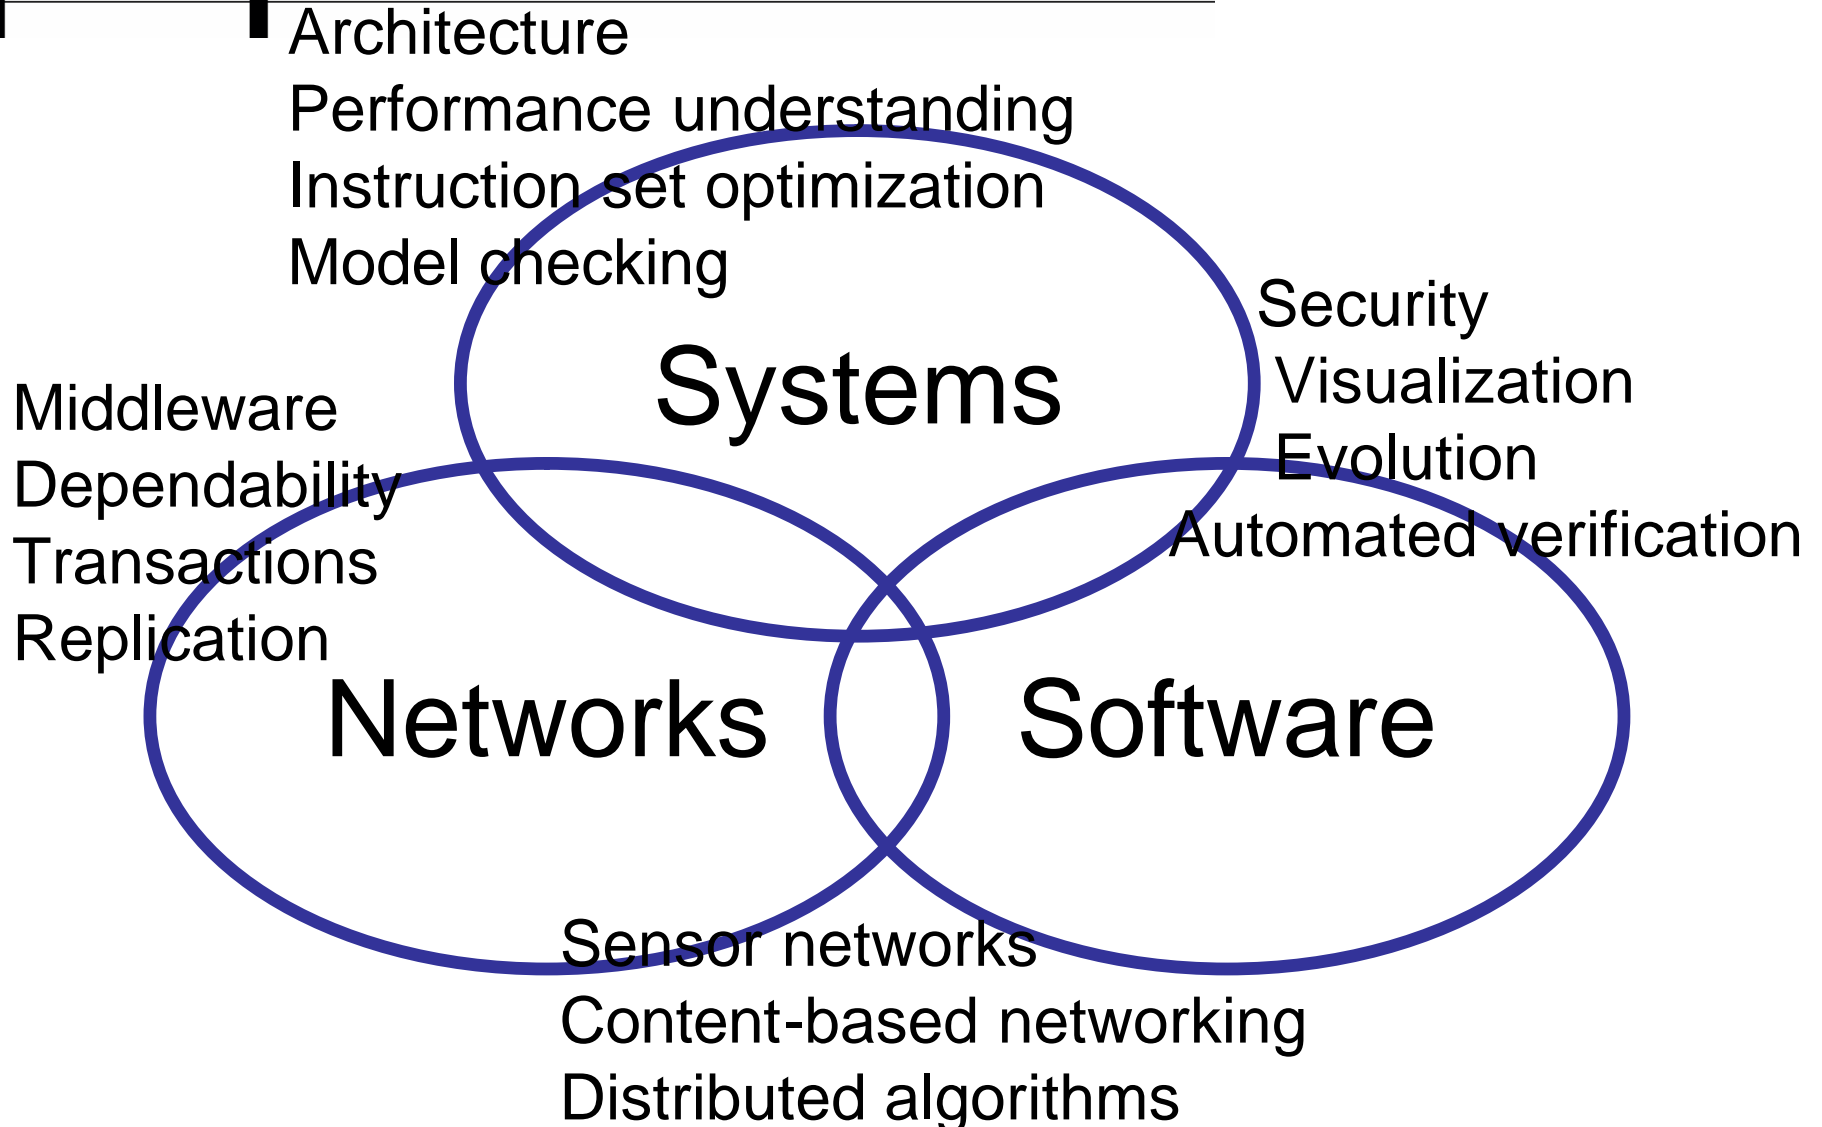 Architecture
Performance understanding
Instruction set optimization
Model checking
Security
Visualization
Evolution
Automated verification
Systems
Middleware
Dependability
Transactions
Replication
Networks
Software
Sensor networks
Content-based networking
Distributed algorithms